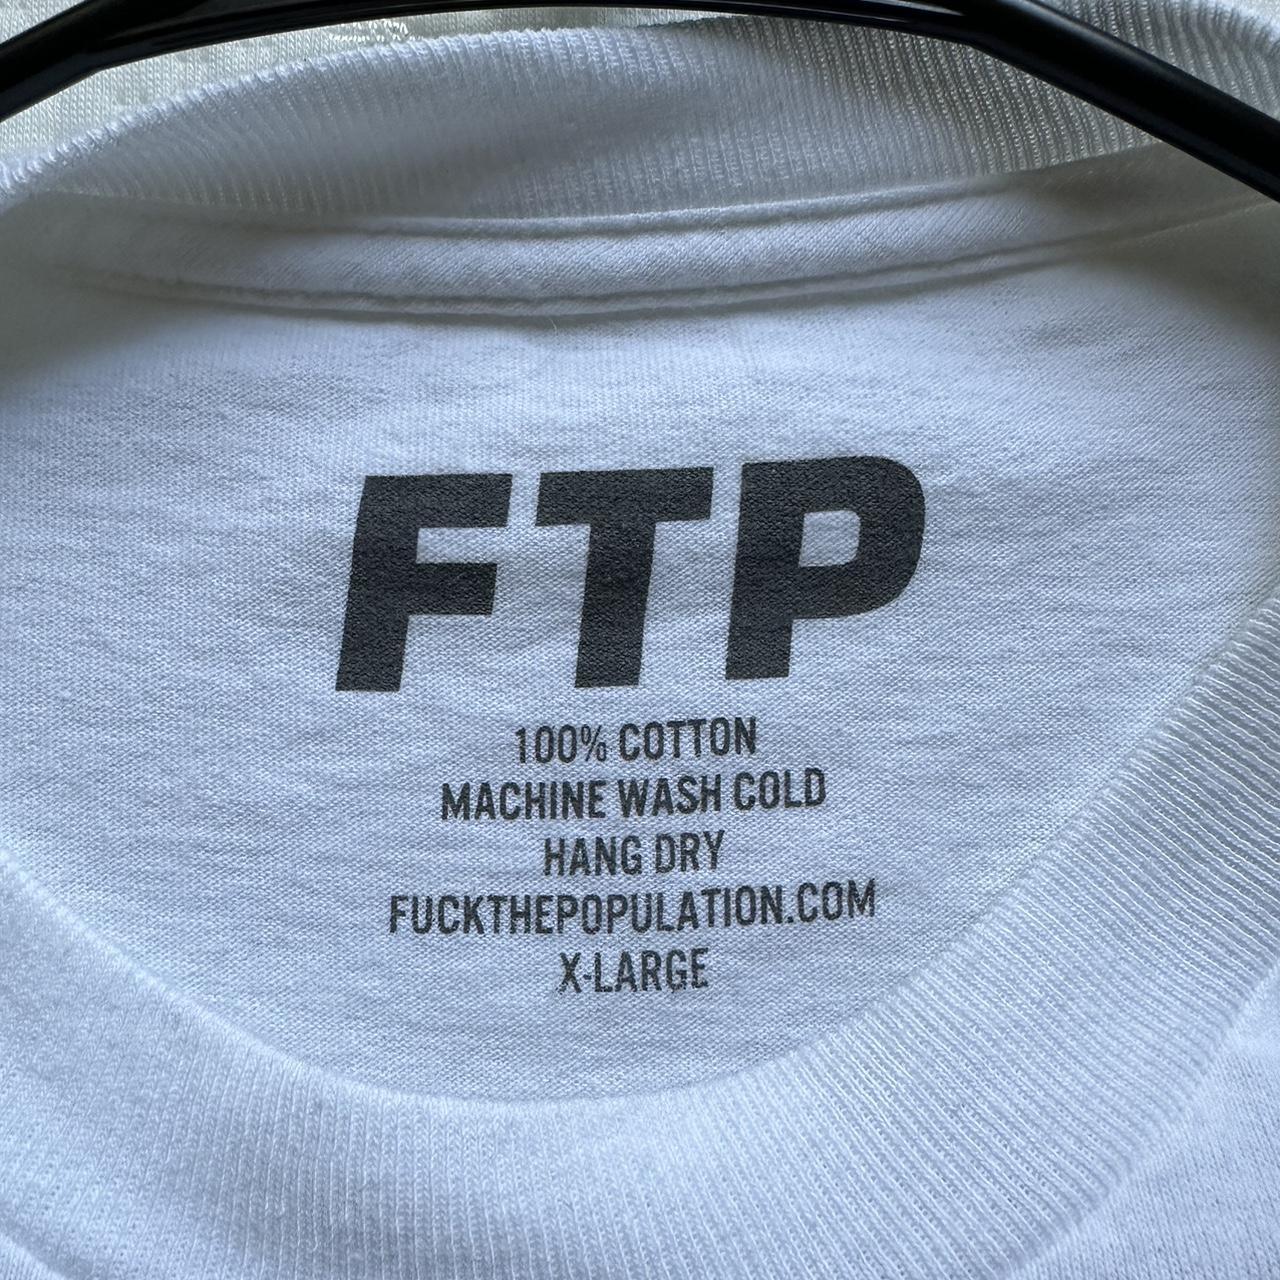 FTP
100% COTTON
MACHINE WASH COLD
HANG DRY
FUCKTHEPOPULATION.COM
X-LARGE